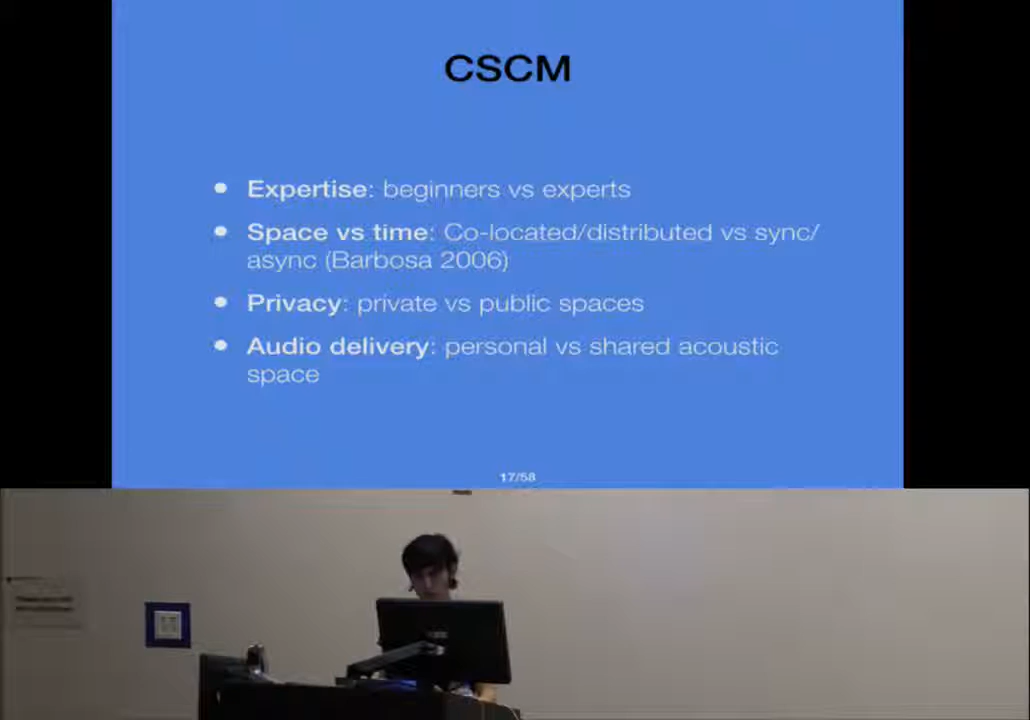 CSCM
• Expertise: beginners vs experts
• Space vs time: Co-located/distributed vs sync/
async (Barbosa 2006)
• Privacy: private vs public spaces
• Audio delivery: personal vs shared acoustic
space
17/58